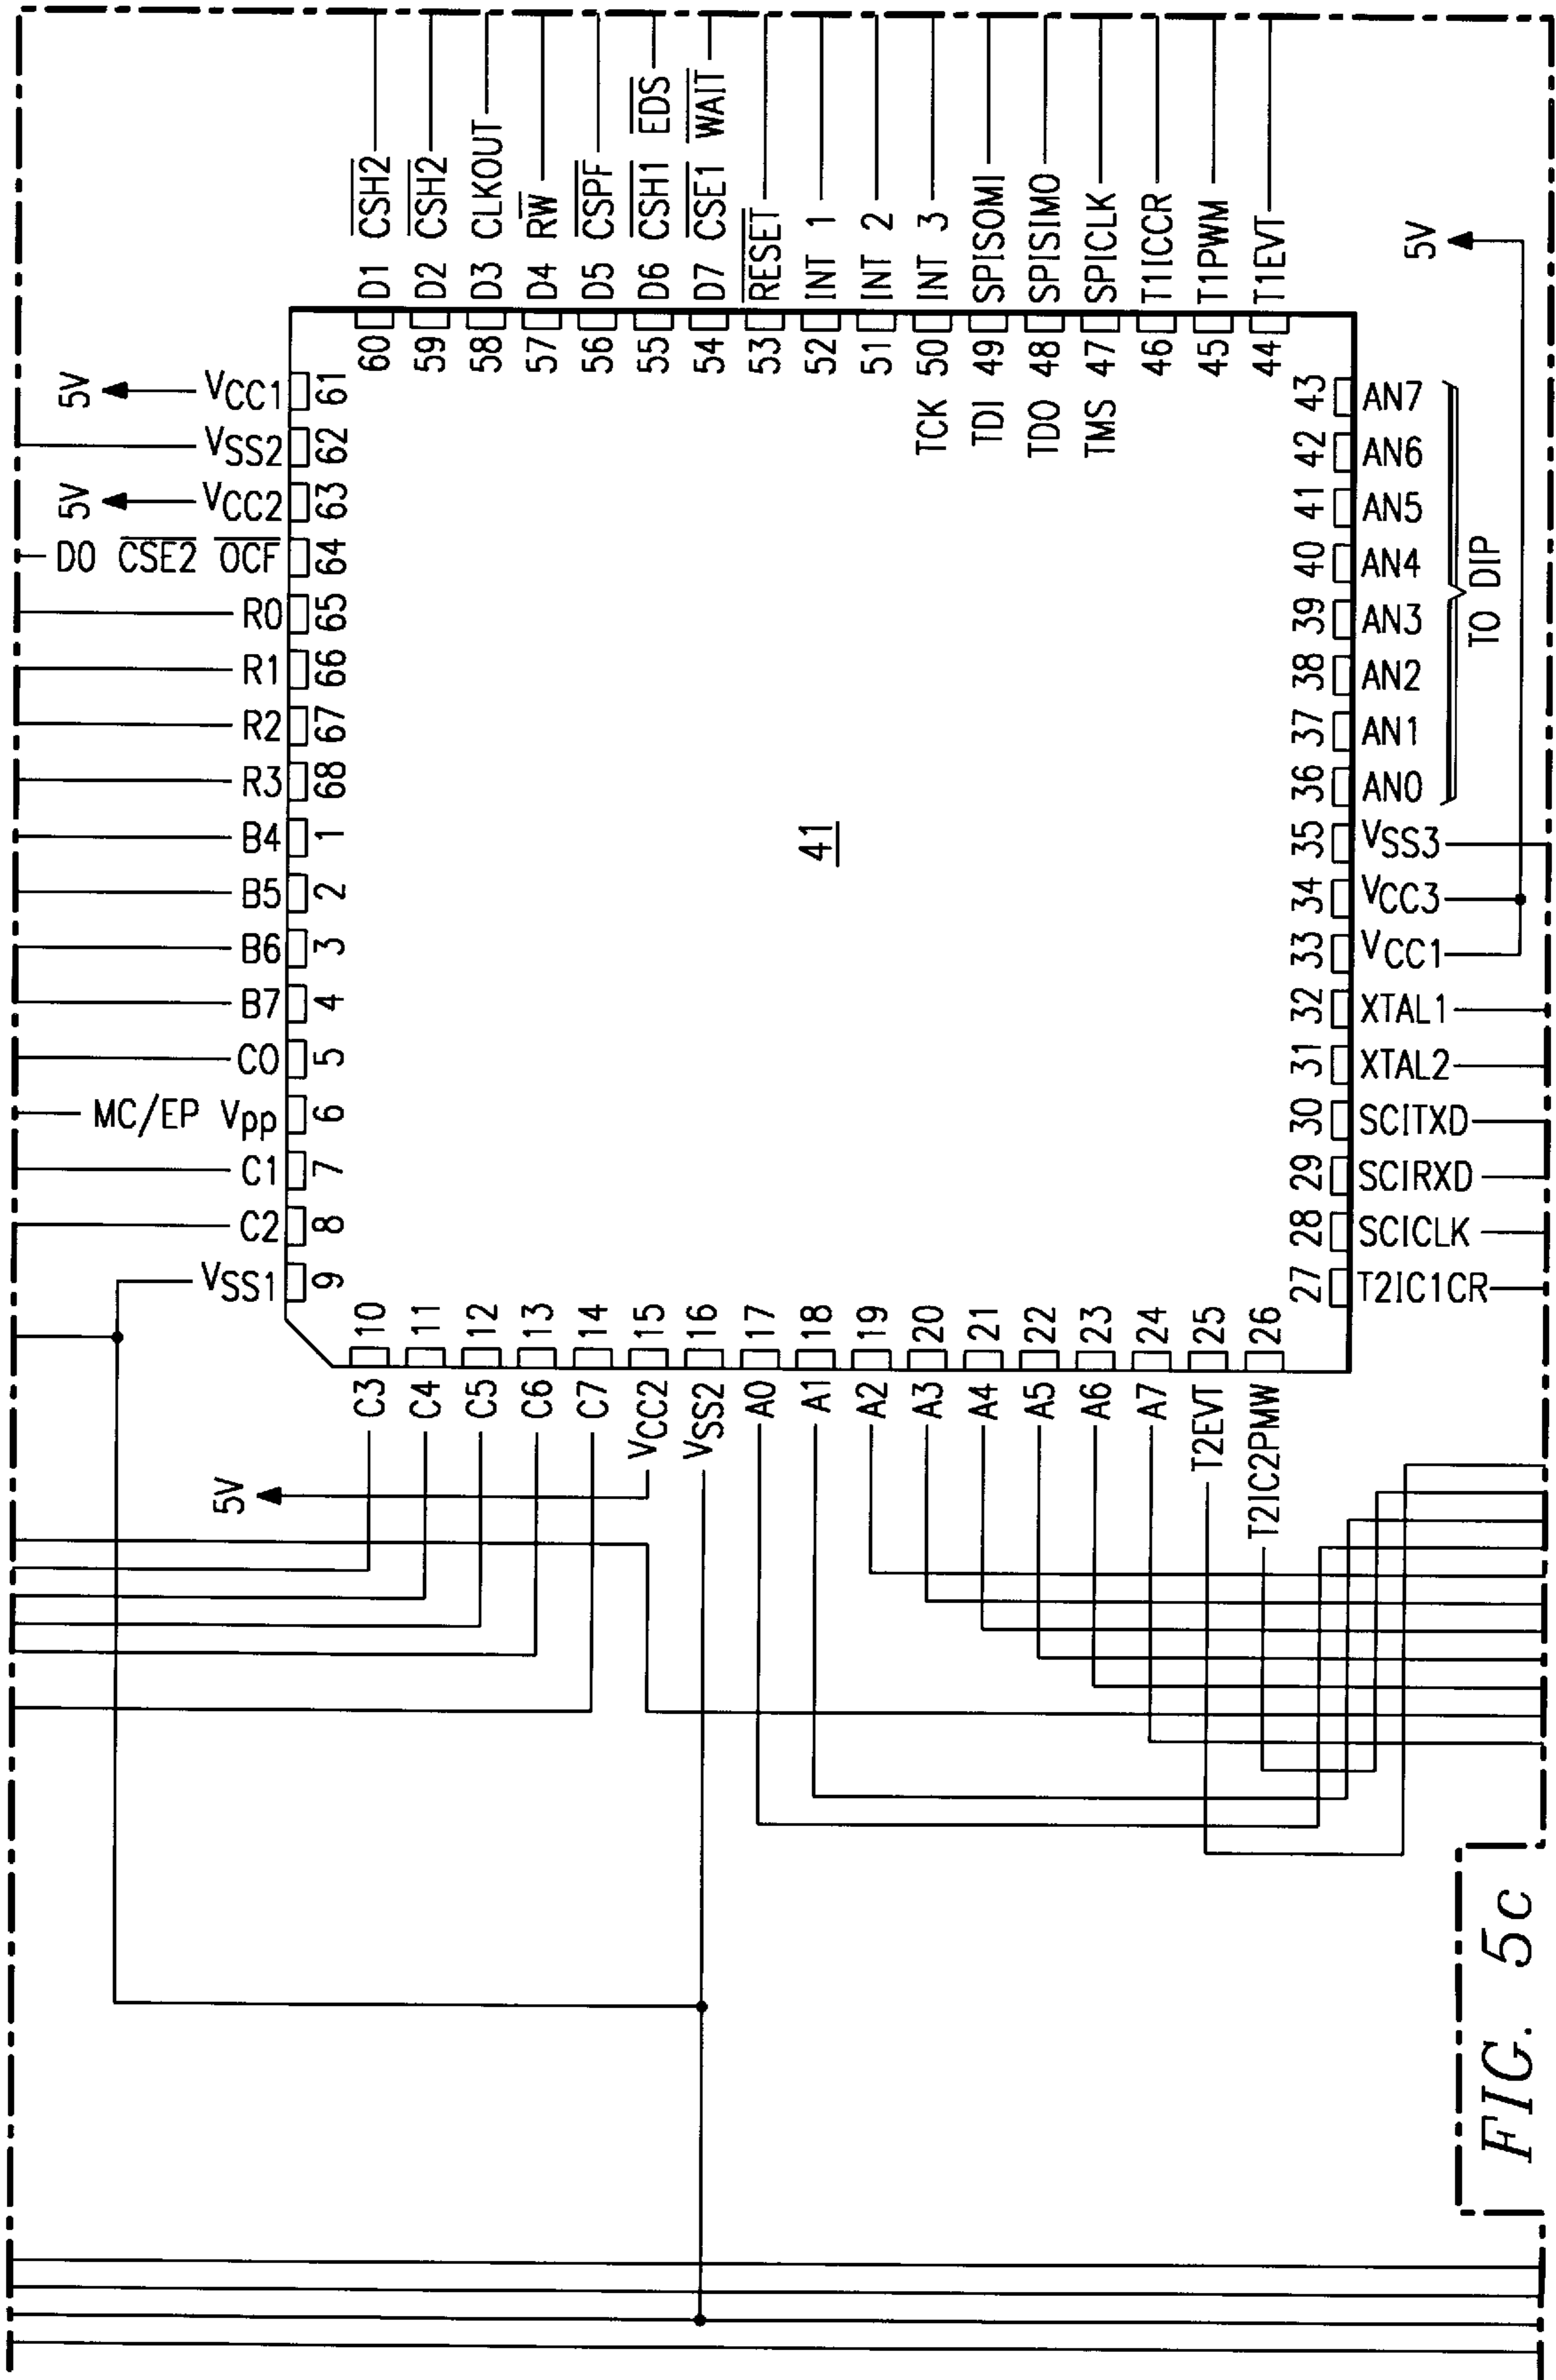 D1 CSH2
D2 CSH2
D3 CLKOUT
D4 RW
D5 CSPF
D6 CSH1 EDS
D7 CSE1 WAIT
RESET
INT 1
INT 2
INT 3
SPISOMI
SPISIMO
SPICLK
T1ICCR
T1PWM
T1EVT
60
59
58
57
56
55
54
53
52
51
TCK 50
TDI 49
TDO 48
TMS 47
46
45
44
5V
5V VCC1 61
VSS2 62
5V VCC2 63
D0 CSE2 OCF 64
R0 65
R1 66
R2 67
R3 68
B4 1
B5 2
B6 3
B7 4
C0 5
MC/EP Vpp 6
C1 7
C2 8
VSS1 9
41
43 AN7
42 AN6
41 AN5
40 AN4
39 AN3
38 AN2
37 AN1
36 AN0
TO DIP
35 VSS3
34 VCC3
33 VCC1
32 XTAL1
31 XTAL2
30 SCITXD
29 SCIRXD
28 SCICLK
27 T2IC1CR
C3 10
C4 11
C5 12
C6 13
C7 14
5V
VCC2 15
VSS2 16
A0 17
A1 18
A2 19
A3 20
A4 21
A5 22
A6 23
A7 24
T2EVT 25
T2IC2PMW 26
FIG. 5c